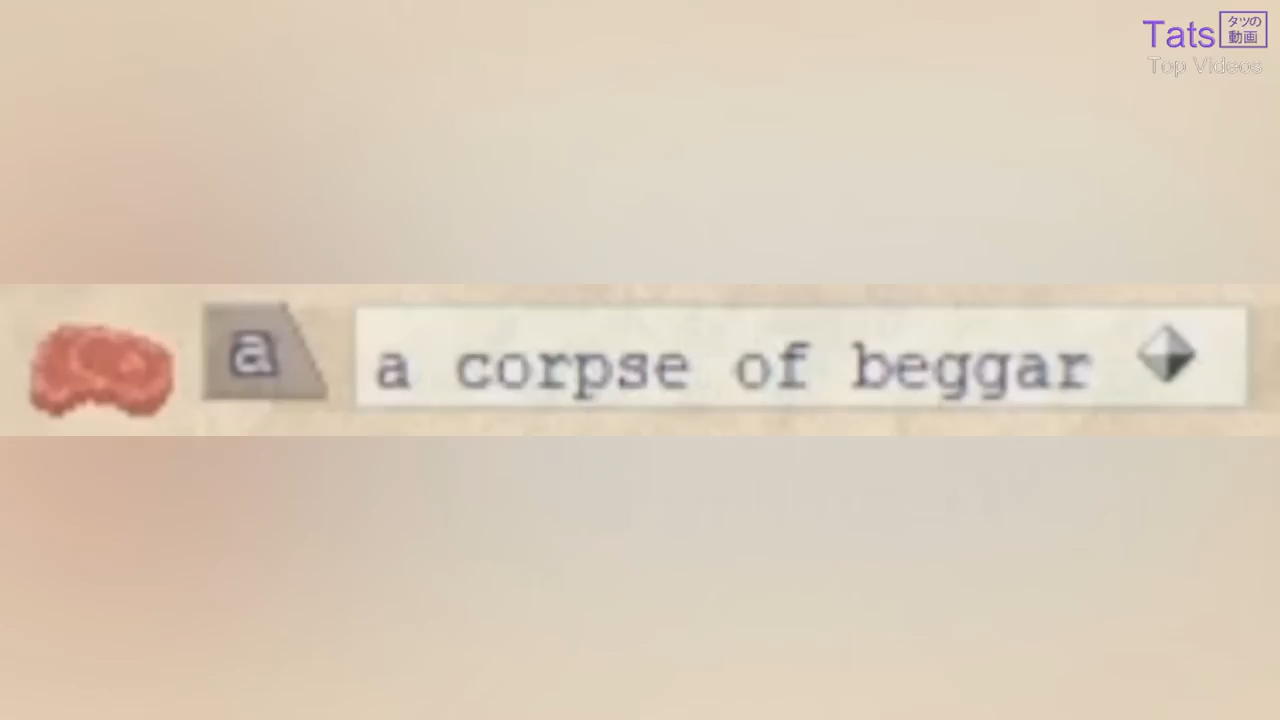 Tats タツの
動画
Top Videos
a a corpse of beggar